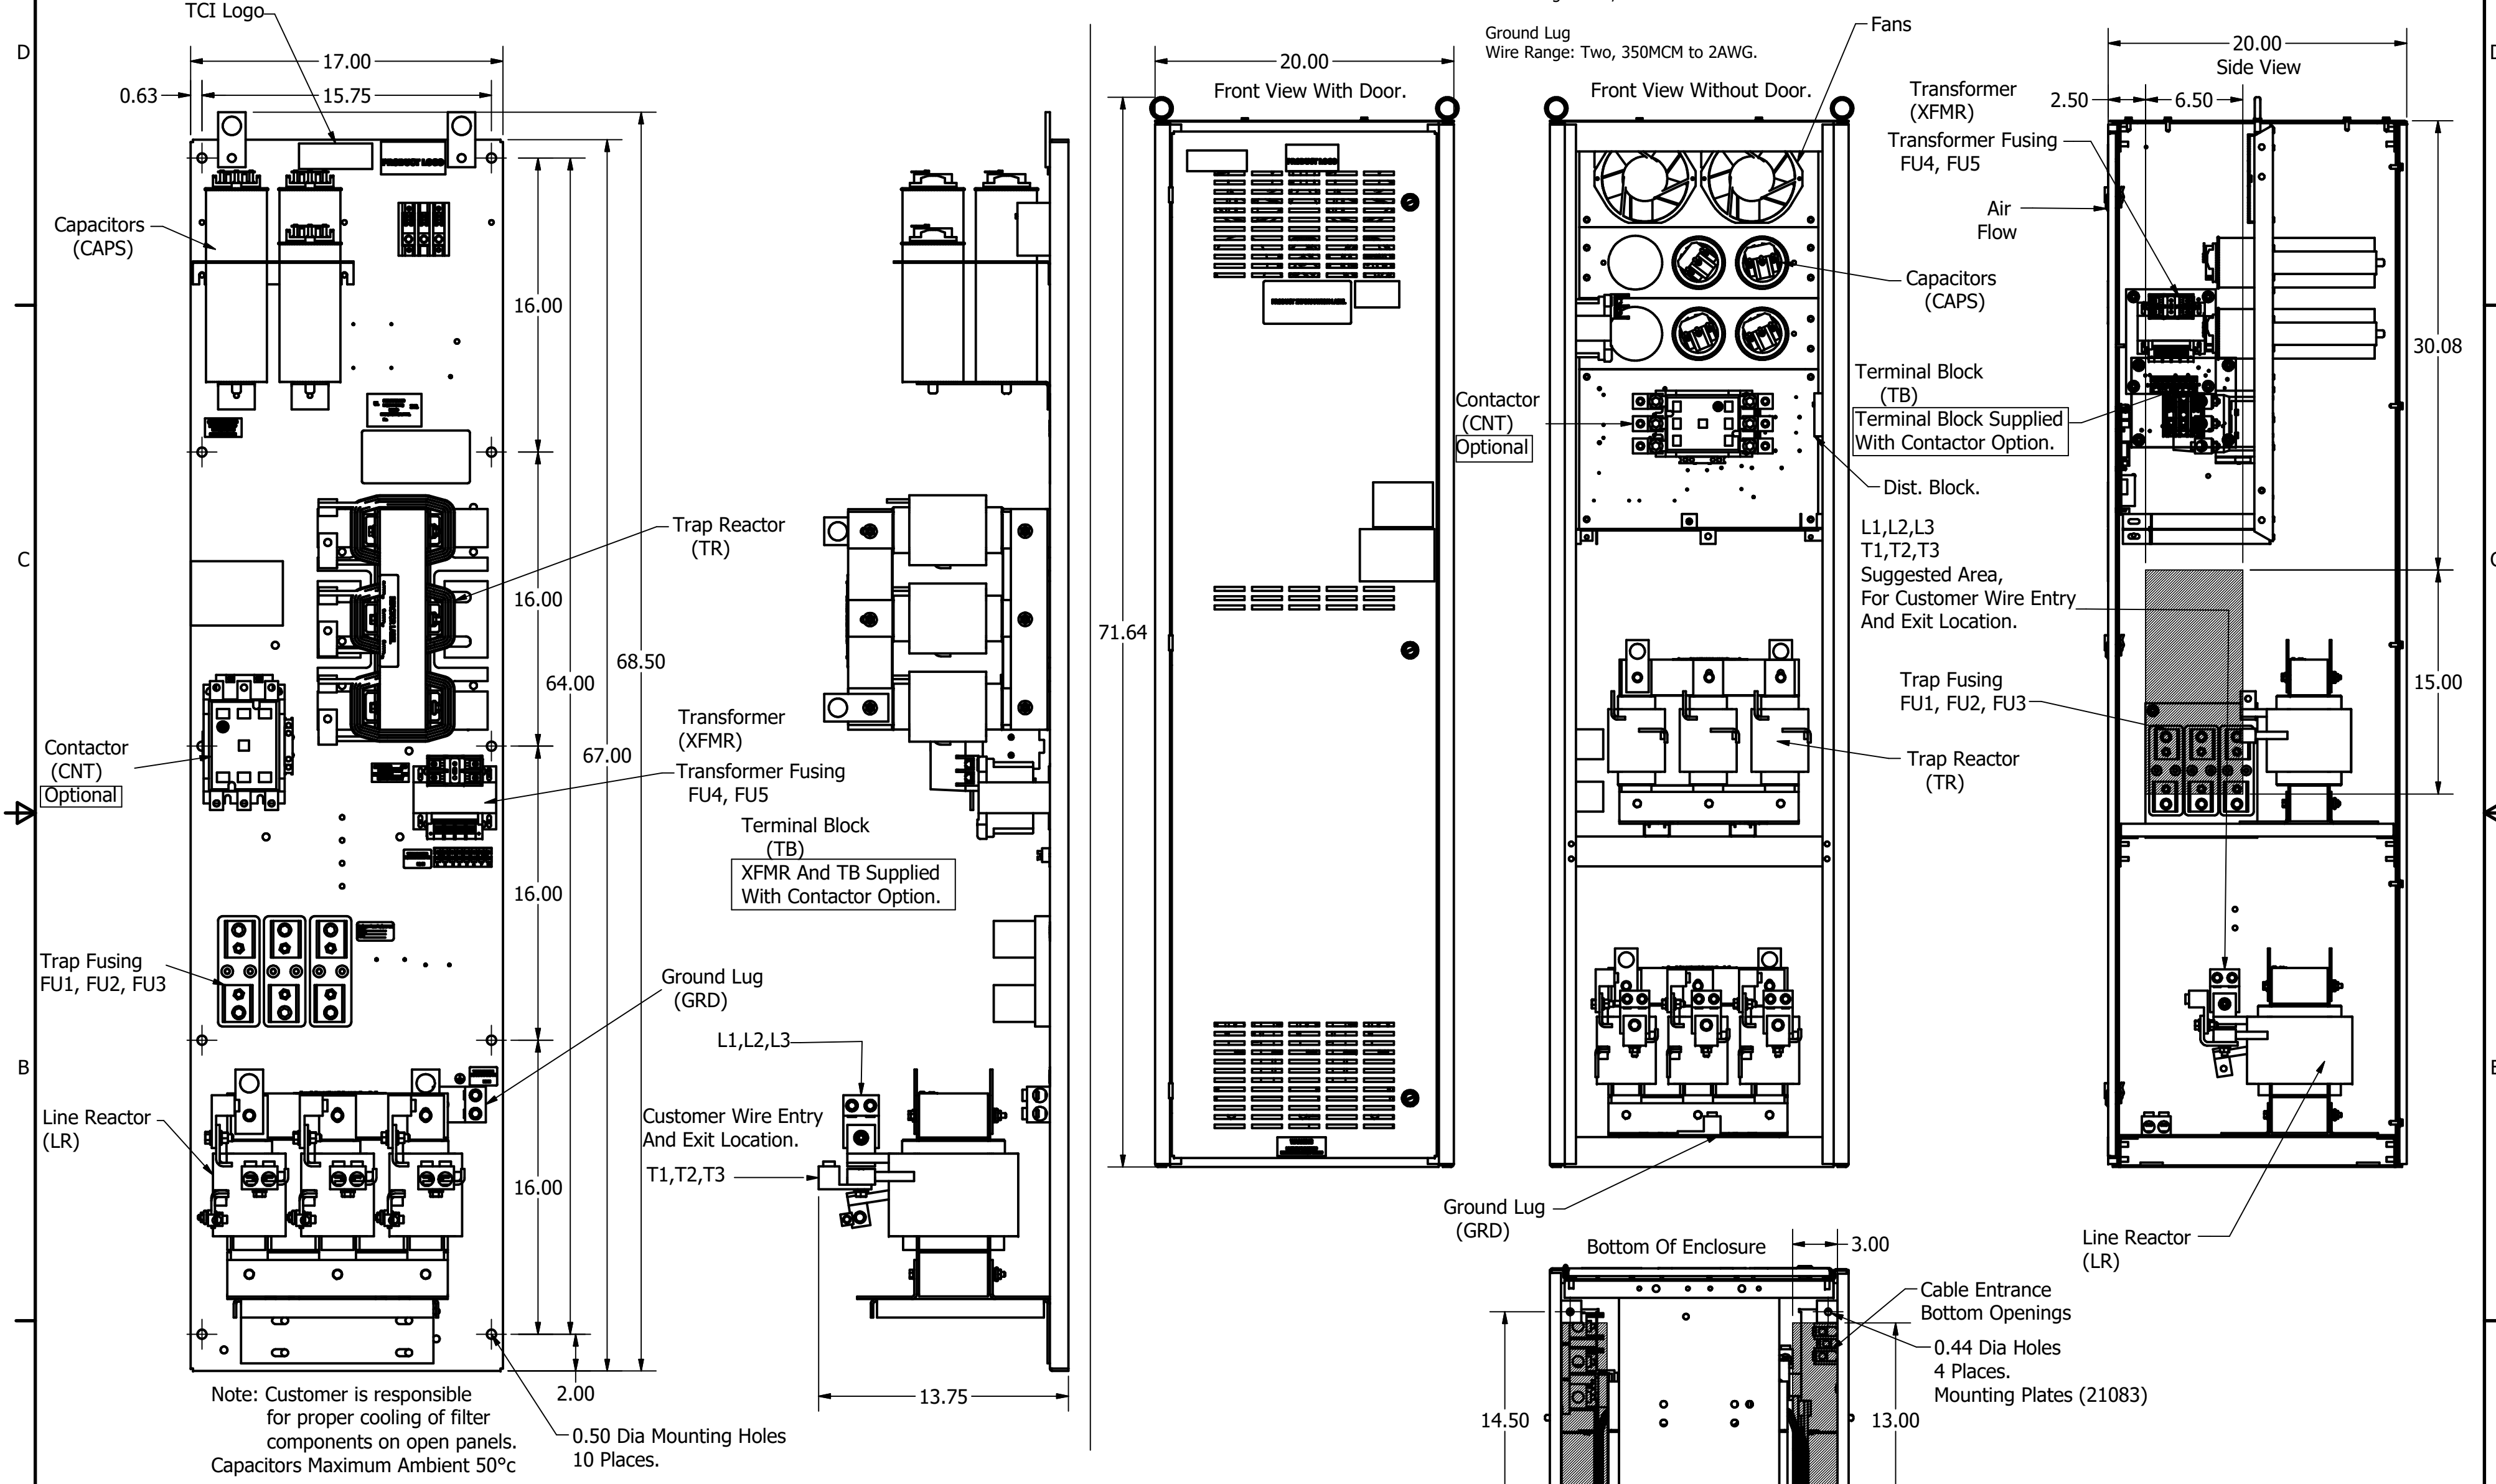 TCI Logo
17.00
0.63
15.75
PRODUCT LOGO
Capacitors
(CAPS)
16.00
16.00
16.00
16.00
64.00
67.00
68.50
2.00
Trap Reactor
(TR)
Transformer
(XFMR)
Transformer Fusing
FU4, FU5
Contactor
(CNT)
Optional
Terminal Block
(TB)
XFMR And TB Supplied
With Contactor Option.
Trap Fusing
FU1, FU2, FU3
Ground Lug
(GRD)
L1,L2,L3
Line Reactor
(LR)
Customer Wire Entry
And Exit Location.
T1,T2,T3
13.75
Note: Customer is responsible
for proper cooling of filter
components on open panels.
Capacitors Maximum Ambient 50°c
0.50 Dia Mounting Holes
10 Places.
Ground Lug
Wire Range: Two, 350MCM to 2AWG.
20.00
Front View With Door.
PRODUCT LOGO
71.64
Front View Without Door.
Fans
Capacitors
(CAPS)
Contactor
(CNT)
Optional
Dist. Block.
Trap Reactor
(TR)
Ground Lug
(GRD)
20.00
Side View
2.50
6.50
Transformer
(XFMR)
Transformer Fusing
FU4, FU5
Air
Flow
30.08
Terminal Block
(TB)
Terminal Block Supplied
With Contactor Option.
L1,L2,L3
T1,T2,T3
Suggested Area,
For Customer Wire Entry
And Exit Location.
15.00
Trap Fusing
FU1, FU2, FU3
Line Reactor
(LR)
Bottom Of Enclosure
3.00
Cable Entrance
Bottom Openings
0.44 Dia Holes
4 Places.
Mounting Plates (21083)
14.50
13.00
D
C
B